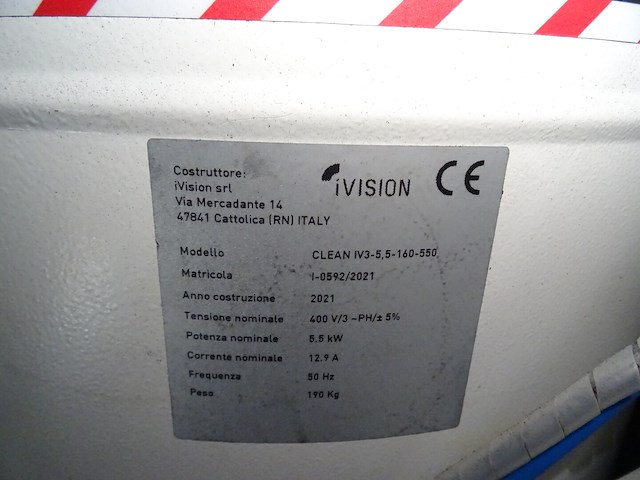 Costruttore:
iVision srl
Via Mercadante 14
47841 Cattolica (RN) ITALY
iVISION CE
Modello CLEAN IV3-5,5-160-550
Matricola I-0592/2021
Anno costruzione 2021
Tensione nominale 400 V/3 ~PH/± 5%
Potenza nominale 5.5 kW
Corrente nominale 12.9 A
Frequenza 50 Hz
Peso 190 Kg